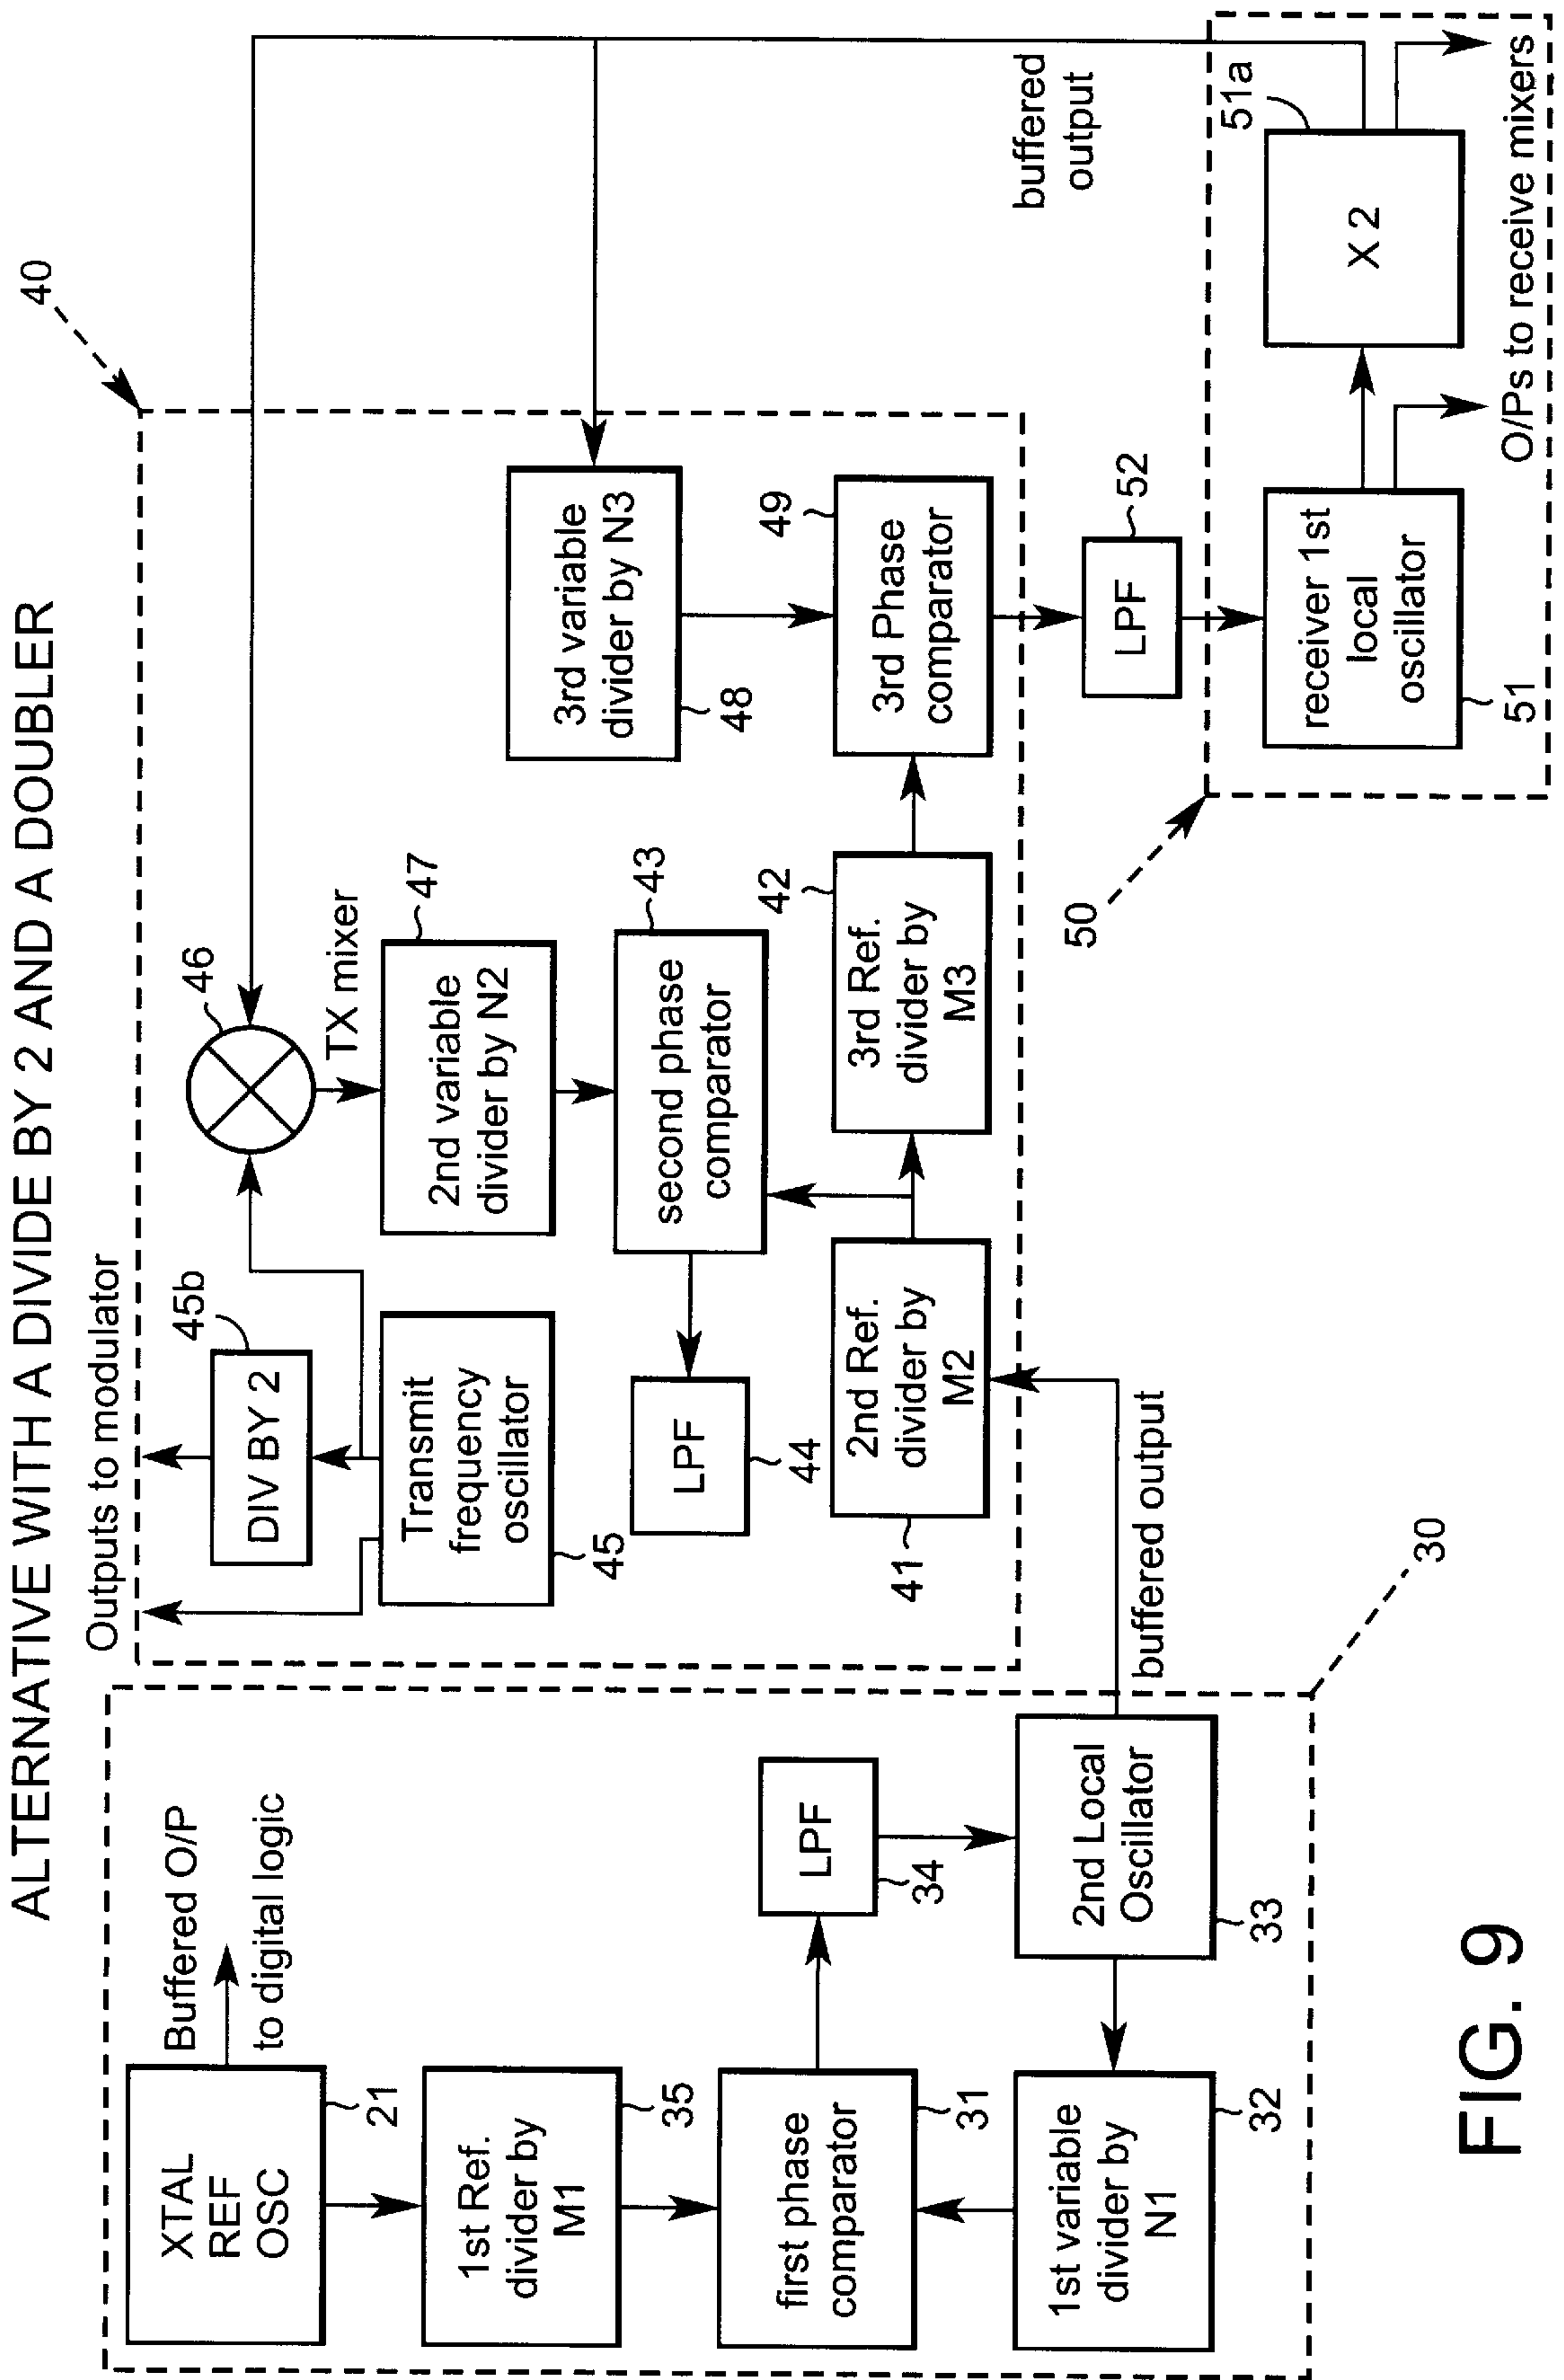 ALTERNATIVE WITH A DIVIDE BY 2 AND A DOUBLER
40
Outputs to modulator
Buffered O/P
to digital logic
XTAL
REF
OSC
21
1st Ref.
divider by
M1
35
first phase
comparator
31
1st variable
divider by
N1
32
LPF
34
2nd Local
Oscillator
33
buffered output
30
DIV BY 2
45b
Transmit
frequency
oscillator
45
46
TX mixer
2nd variable
divider by N2
47
second phase
comparator
43
LPF
44
2nd Ref.
divider by
M2
41
3rd Ref.
divider by
M3
42
3rd variable
divider by N3
48
3rd Phase
comparator
49
LPF
52
buffered
output
50
receiver 1st
local
oscillator
51
X 2
51a
O/Ps to receive mixers
FIG. 9